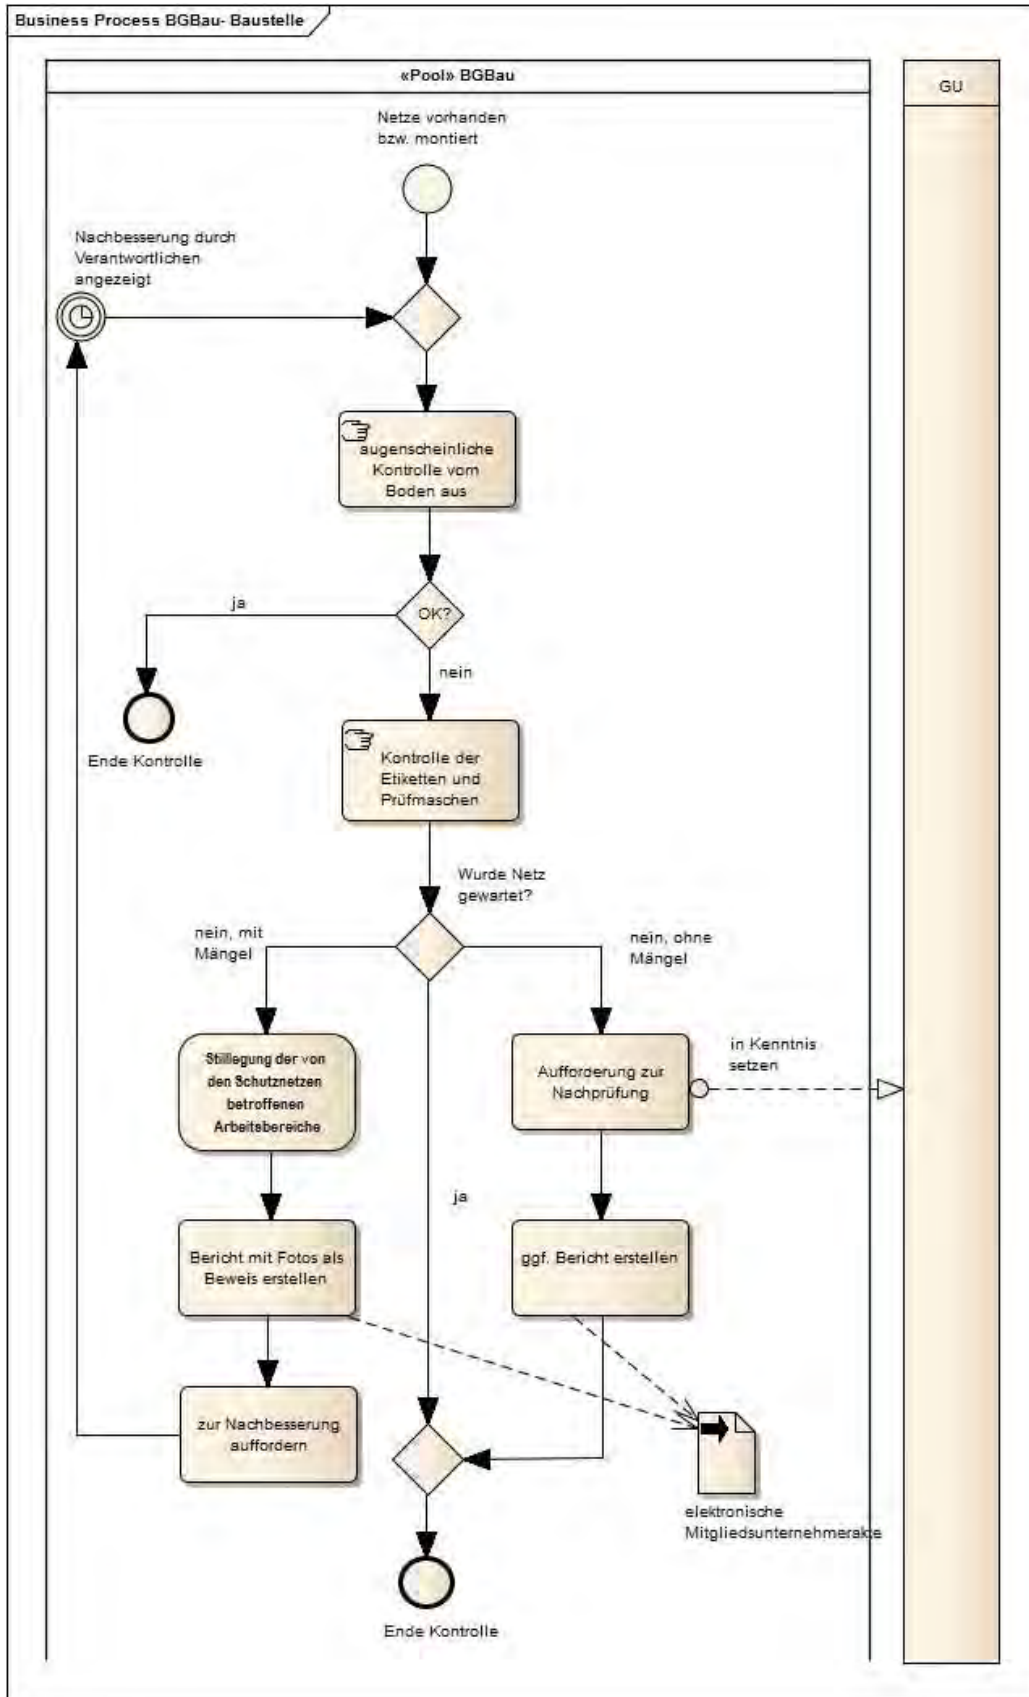 Business Process BGBau- Baustelle
«Pool» BGBau
GU
Netze vorhanden
bzw. montiert
Nachbesserung durch
Verantwortlichen
angezeigt
augenscheinliche
Kontrolle vom
Boden aus
OK?
ja
nein
Ende Kontrolle
Kontrolle der
Etiketten und
Prüfmaschen
Wurde Netz
gewartet?
nein, mit
Mängel
nein, ohne
Mängel
Stillegung der von
den Schutznetzen
betroffenen
Arbeitsbereiche
Aufforderung zur
Nachprüfung
in Kenntnis
setzen
ja
Bericht mit Fotos als
Beweis erstellen
ggf. Bericht erstellen
zur Nachbesserung
auffordern
elektronische
Mitgliedsunternehmerakte
Ende Kontrolle